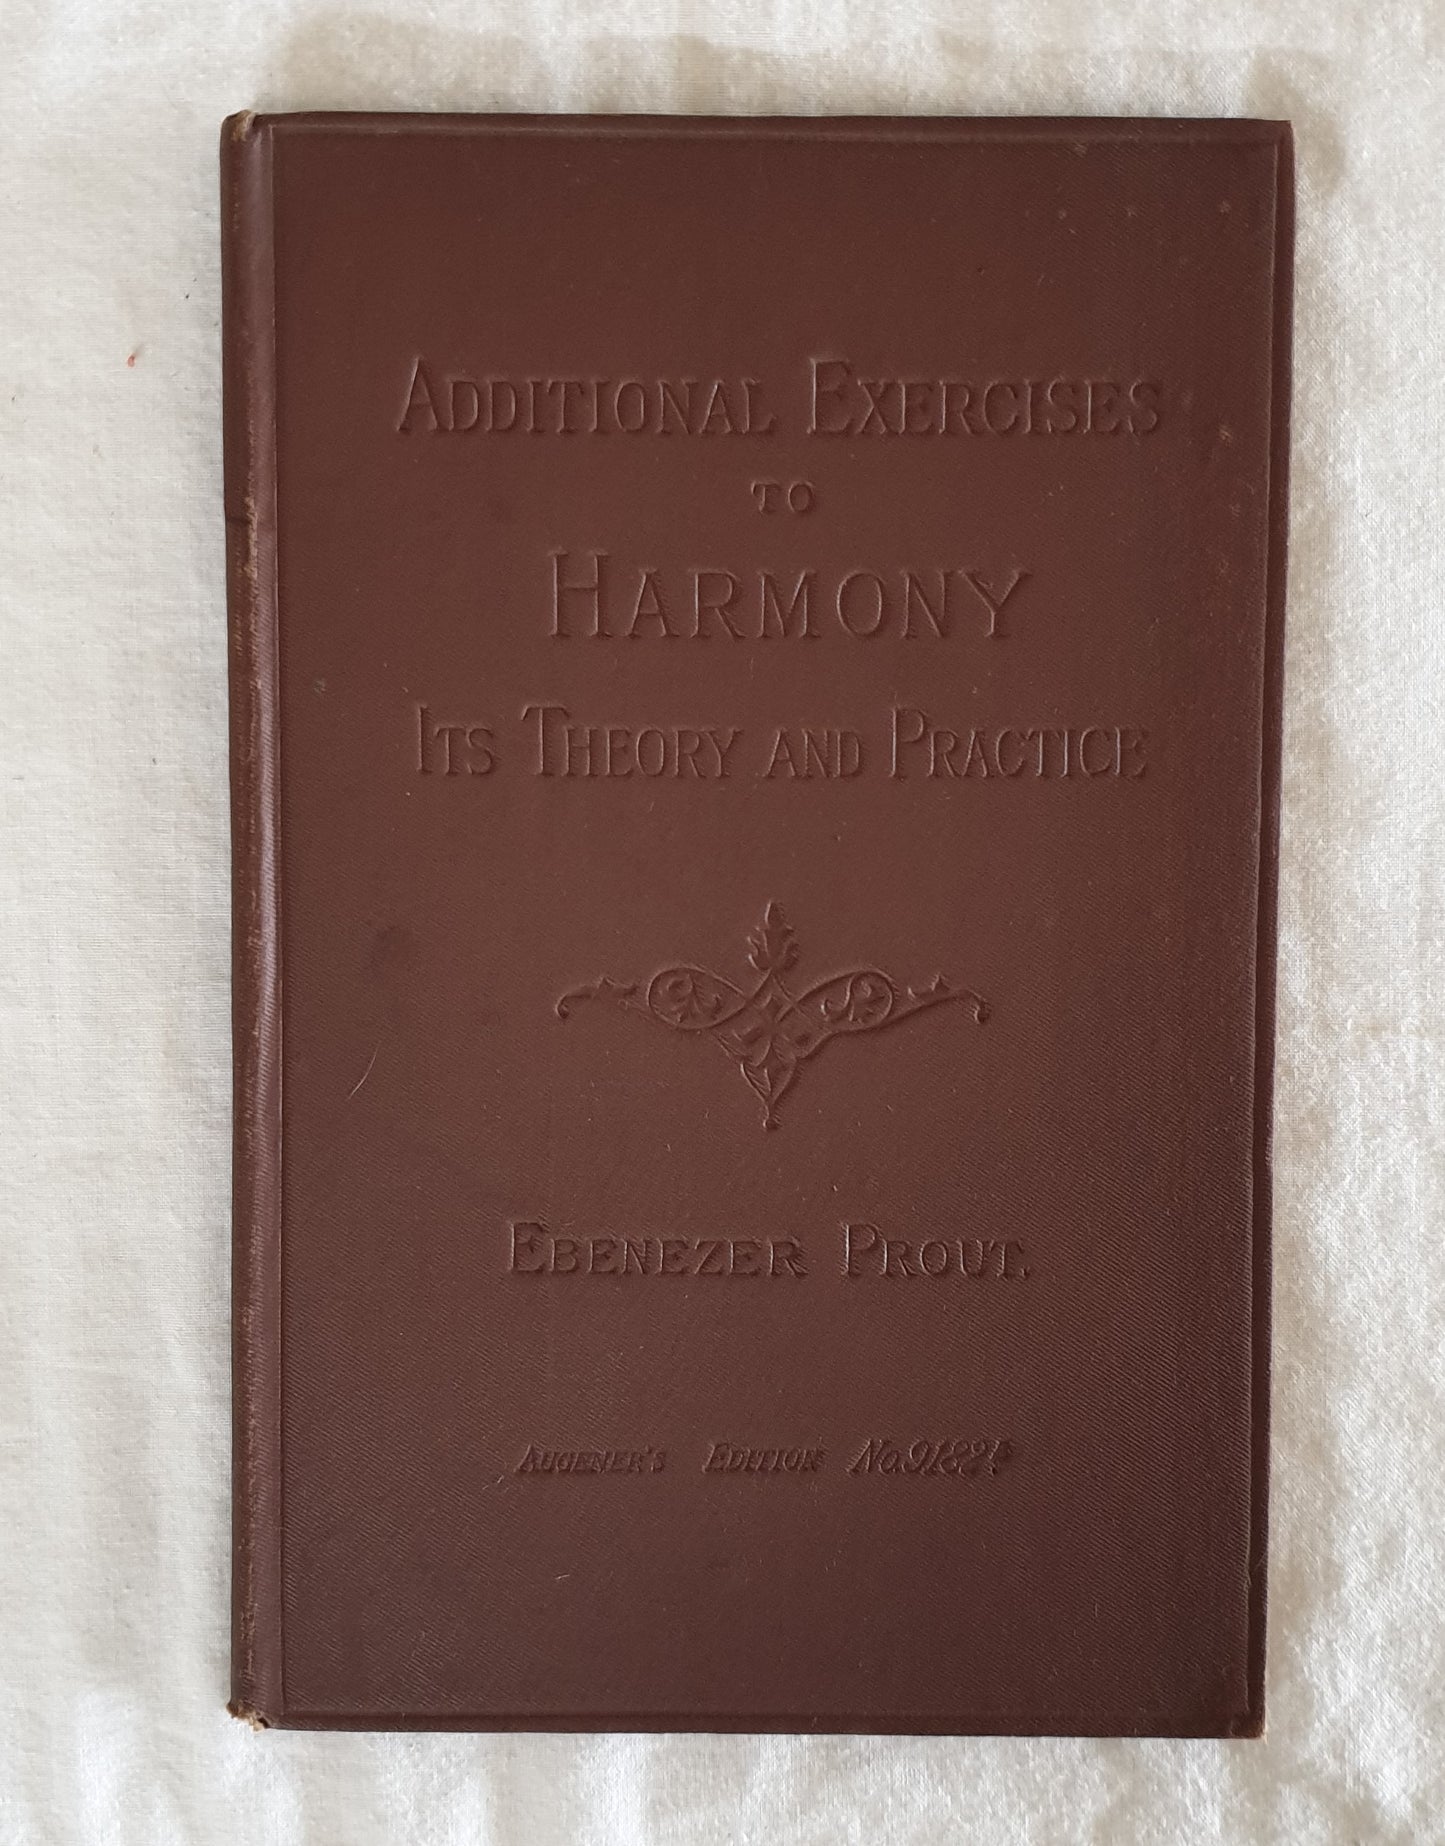 ADDITIONAL EXERCISES
TO
HARMONY
ITS THEORY AND PRACTICE
EBENEZER PROUT.
AUGENER'S EDITION